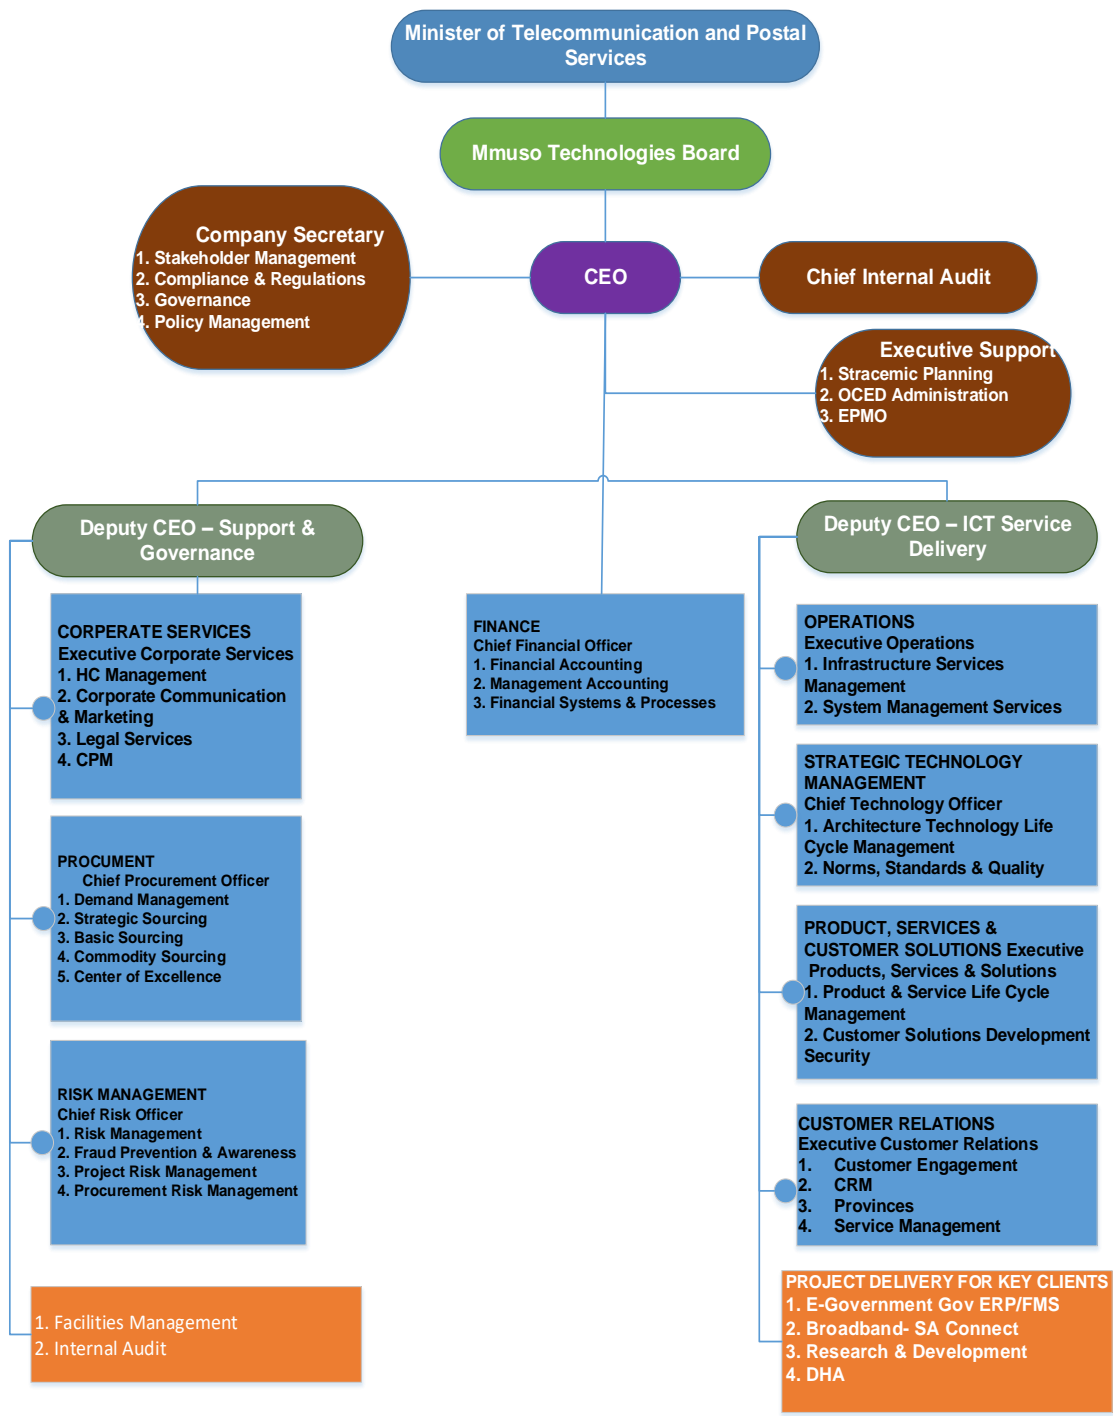 Minister of Telecommunication and Postal
Services
Mmuso Technologies Board
Company Secretary
1. Stakeholder Management
2. Compliance & Regulations
3. Governance
4. Policy Management
CEO
Chief Internal Audit
Executive Support
1. Stracemic Planning
2. OCED Administration
3. EPMO
Deputy CEO – Support &
Governance
Deputy CEO – ICT Service
Delivery
CORPERATE SERVICES
Executive Corporate Services
1. HC Management
2. Corporate Communication
& Marketing
3. Legal Services
4. CPM
PROCUMENT
Chief Procurement Officer
1. Demand Management
2. Strategic Sourcing
3. Basic Sourcing
4. Commodity Sourcing
5. Center of Excellence
RISK MANAGEMENT
Chief Risk Officer
1. Risk Management
2. Fraud Prevention & Awareness
3. Project Risk Management
4. Procurement Risk Management
1. Facilities Management
2. Internal Audit
FINANCE
Chief Financial Officer
1. Financial Accounting
2. Management Accounting
3. Financial Systems & Processes
OPERATIONS
Executive Operations
1. Infrastructure Services
Management
2. System Management Services
STRATEGIC TECHNOLOGY
MANAGEMENT
Chief Technology Officer
1. Architecture Technology Life
Cycle Management
2. Norms, Standards & Quality
PRODUCT, SERVICES &
CUSTOMER SOLUTIONS Executive
Products, Services & Solutions
1. Product & Service Life Cycle
Management
2. Customer Solutions Development
Security
CUSTOMER RELATIONS
Executive Customer Relations
1. Customer Engagement
2. CRM
3. Provinces
4. Service Management
PROJECT DELIVERY FOR KEY CLIENTS
1. E-Government Gov ERP/FMS
2. Broadband- SA Connect
3. Research & Development
4. DHA